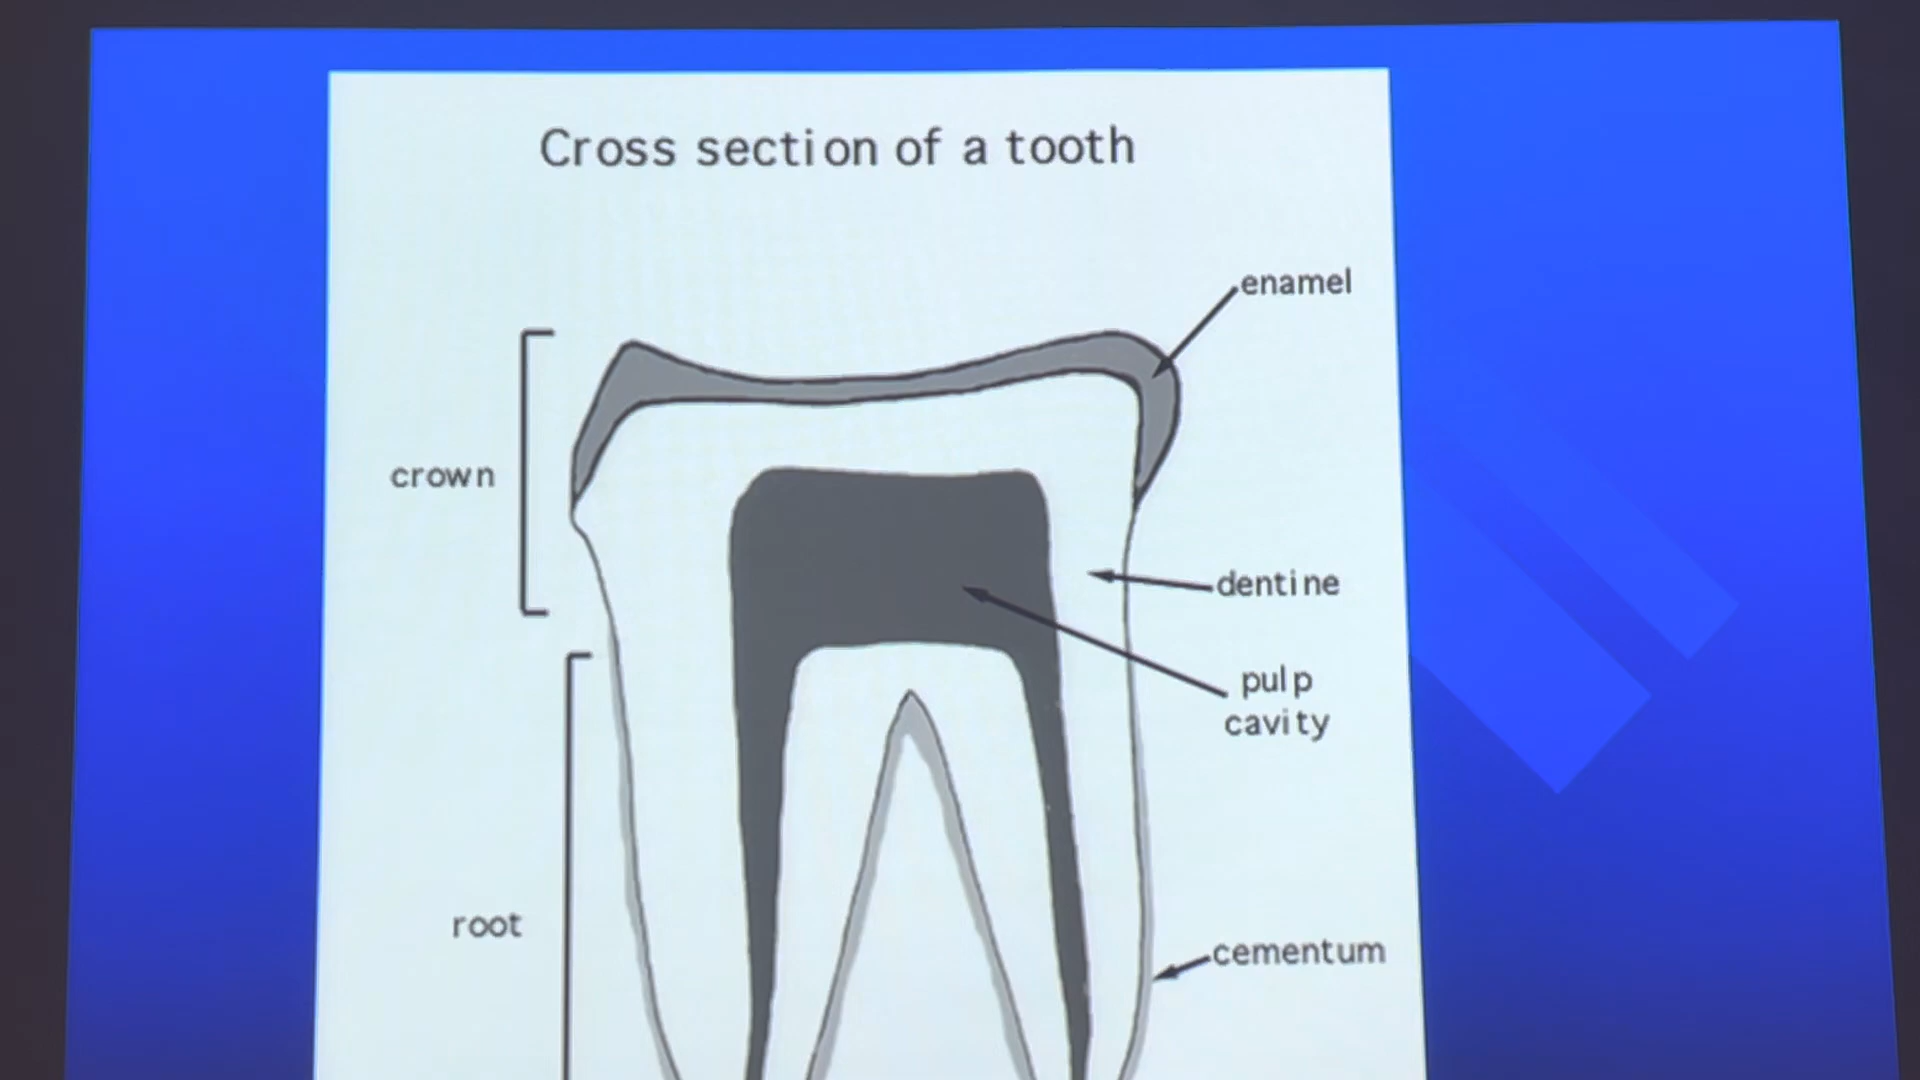 Cross section of a tooth
enamel
crown
dentine
pulp
cavity
root
cementum